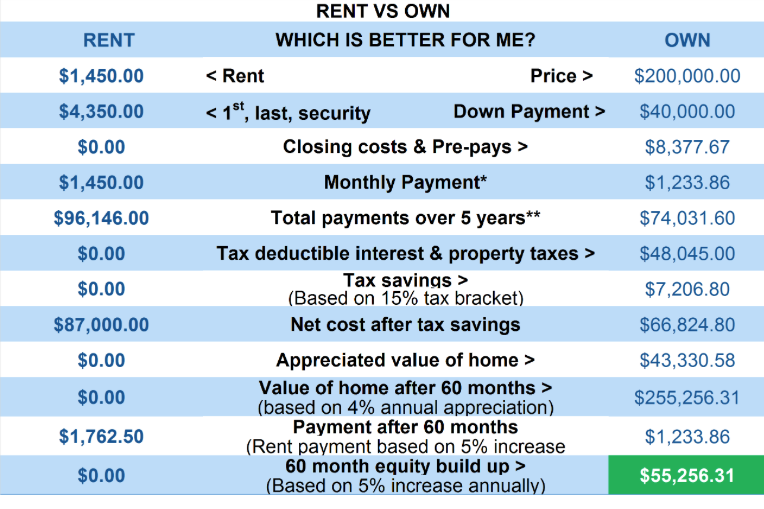 RENT VS OWN
RENT WHICH IS BETTER FOR ME? OWN
$1,450.00 < Rent Price > $200,000.00
$4,350.00 < 1st, last, security Down Payment > $40,000.00
$0.00 Closing costs & Pre-pays > $8,377.67
$1,450.00 Monthly Payment* $1,233.86
$96,146.00 Total payments over 5 years** $74,031.60
$0.00 Tax deductible interest & property taxes > $48,045.00
$0.00 Tax savings > $7,206.80
(Based on 15% tax bracket)
$87,000.00 Net cost after tax savings $66,824.80
$0.00 Appreciated value of home > $43,330.58
$0.00 Value of home after 60 months > $255,256.31
(based on 4% annual appreciation)
$1,762.50 Payment after 60 months $1,233.86
(Rent payment based on 5% increase
$0.00 60 month equity build up > $55,256.31
(Based on 5% increase annually)